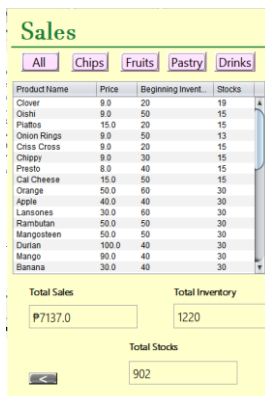 Sales
All Chips Fruits Pastry Drinks
Product Name Price Beginning Invent... Stocks
Clover 9.0 20 19
Oishi 9.0 50 15
Piattos 15.0 20 15
Onion Rings 9.0 50 13
Criss Cross 9.0 20 15
Chippy 9.0 30 15
Presto 8.0 40 15
Cal Cheese 15.0 50 15
Orange 50.0 60 30
Apple 40.0 40 30
Lansones 30.0 60 30
Rambutan 50.0 50 30
Mangosteen 50.0 50 30
Durian 100.0 40 30
Mango 90.0 40 30
Banana 30.0 40 30
Total Sales Total Inventory
₱7137.0 1220
Total Stocks
902
<